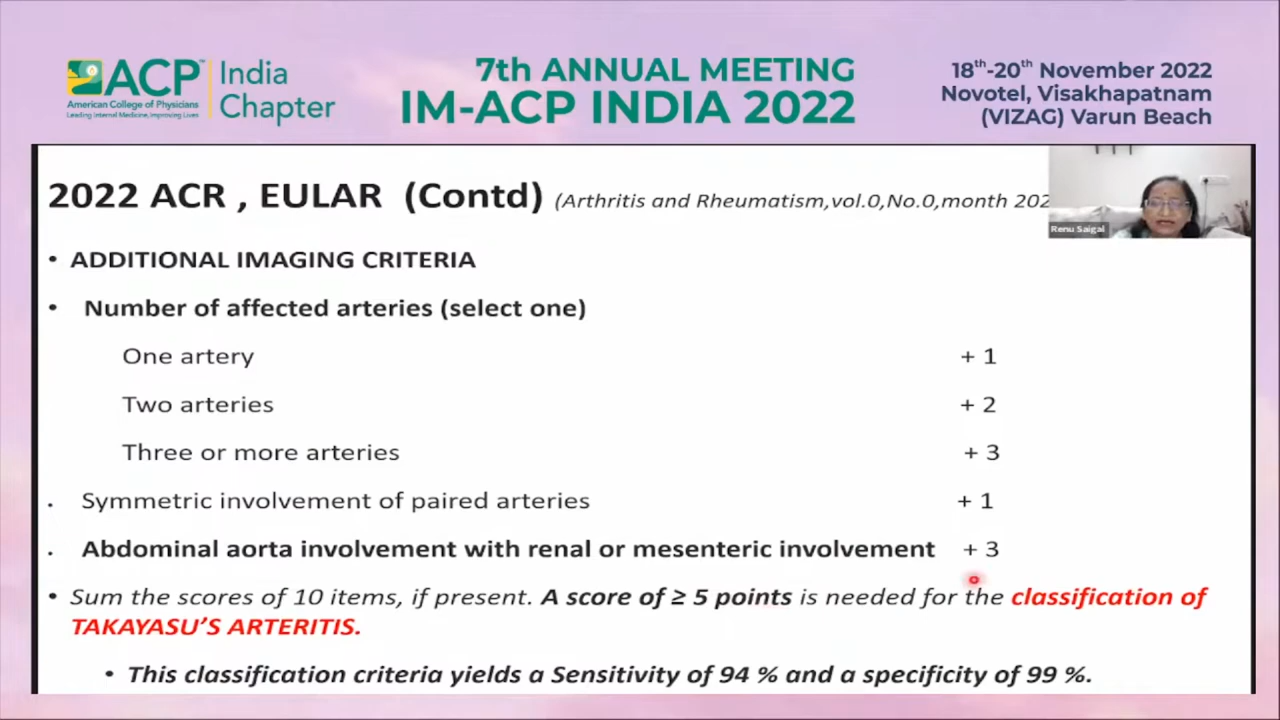 ACP™
India
Chapter
American College of Physicians
Leading Internal Medicine, Improving Lives
7th ANNUAL MEETING
IM-ACP INDIA 2022
18th-20th November 2022
Novotel, Visakhapatnam
(VIZAG) Varun Beach
2022 ACR , EULAR (Contd) (Arthritis and Rheumatism,vol.0,No.0,month 202
Renu Saigal
• ADDITIONAL IMAGING CRITERIA
• Number of affected arteries (select one)
One artery + 1
Two arteries + 2
Three or more arteries + 3
. Symmetric involvement of paired arteries + 1
. Abdominal aorta involvement with renal or mesenteric involvement + 3
• Sum the scores of 10 items, if present. A score of ≥ 5 points is needed for the classification of
TAKAYASU'S ARTERITIS.
• This classification criteria yields a Sensitivity of 94 % and a specificity of 99 %.